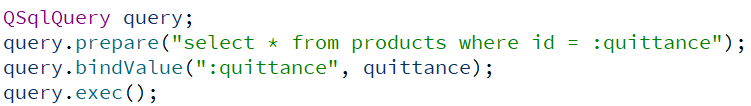 QSqlQuery query;
query.prepare("select * from products where id = :quittance");
query.bindValue(":quittance", quittance);
query.exec();